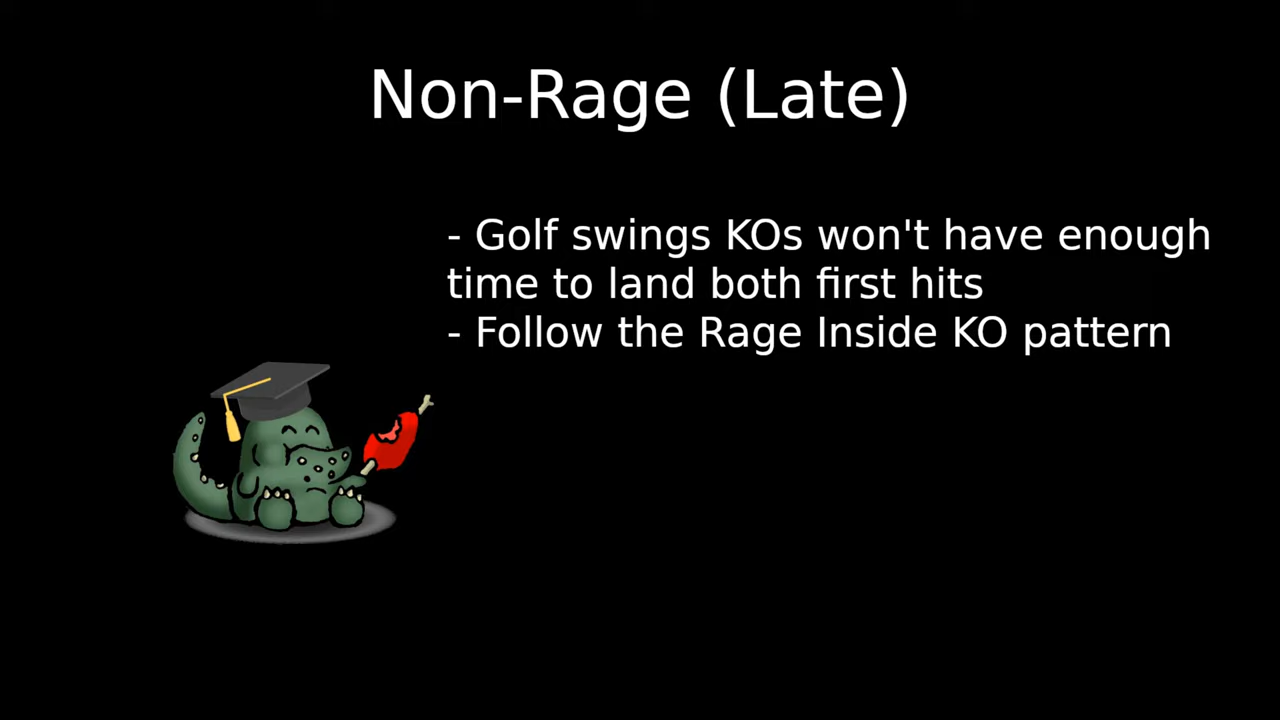 Non-Rage (Late)
- Golf swings KOs won't have enough
time to land both first hits
- Follow the Rage Inside KO pattern